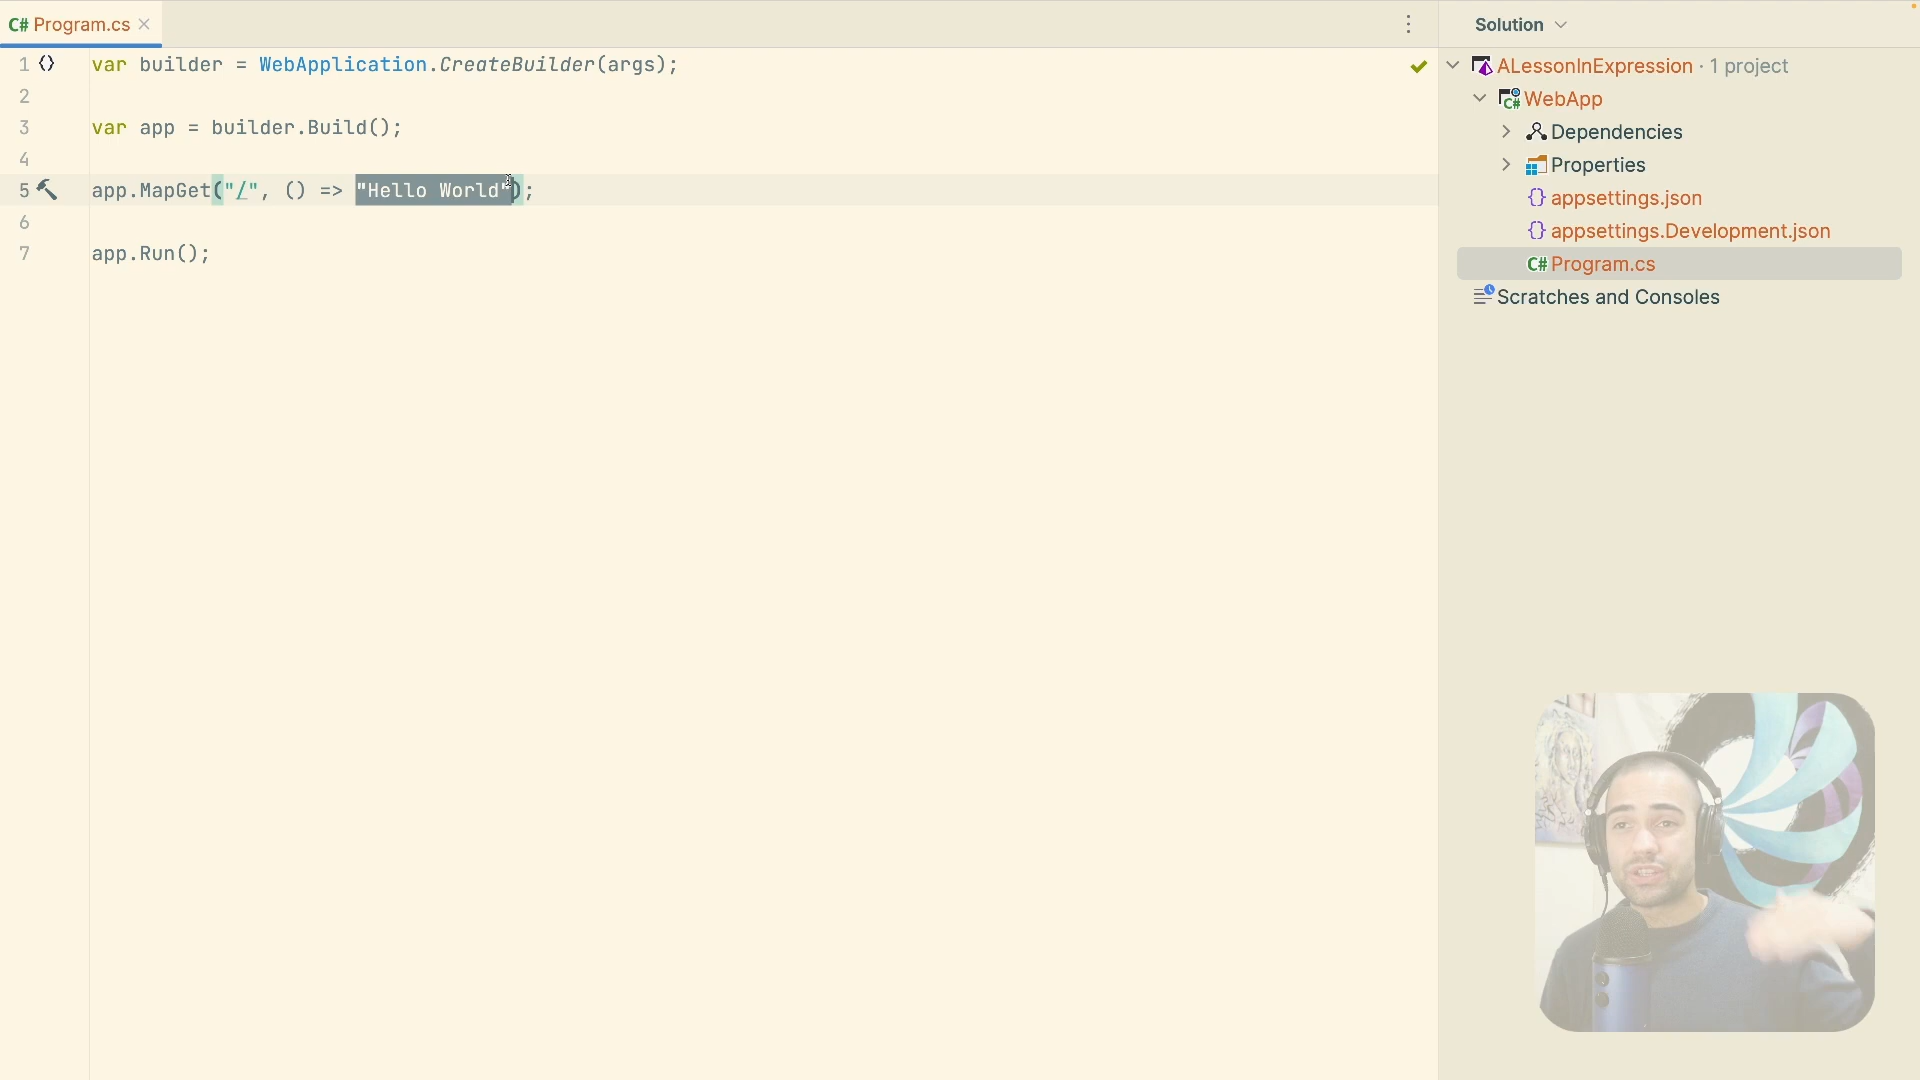 C# Program.cs
1 var builder = WebApplication.CreateBuilder(args);
2
3 var app = builder.Build();
4
5 app.MapGet("/", () => "Hello World");
6
7 app.Run();
Solution
ALessonInExpression · 1 project
WebApp
Dependencies
Properties
{} appsettings.json
{} appsettings.Development.json
C# Program.cs
Scratches and Consoles